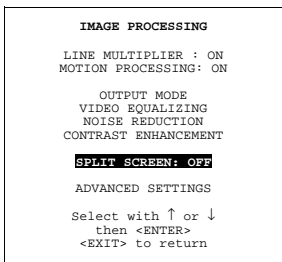 IMAGE PROCESSING
LINE MULTIPLIER : ON
MOTION PROCESSING: ON
OUTPUT MODE
VIDEO EQUALIZING
NOISE REDUCTION
CONTRAST ENHANCEMENT
SPLIT SCREEN: OFF
ADVANCED SETTINGS
Select with ↑ or ↓
then <ENTER>
<EXIT> to return